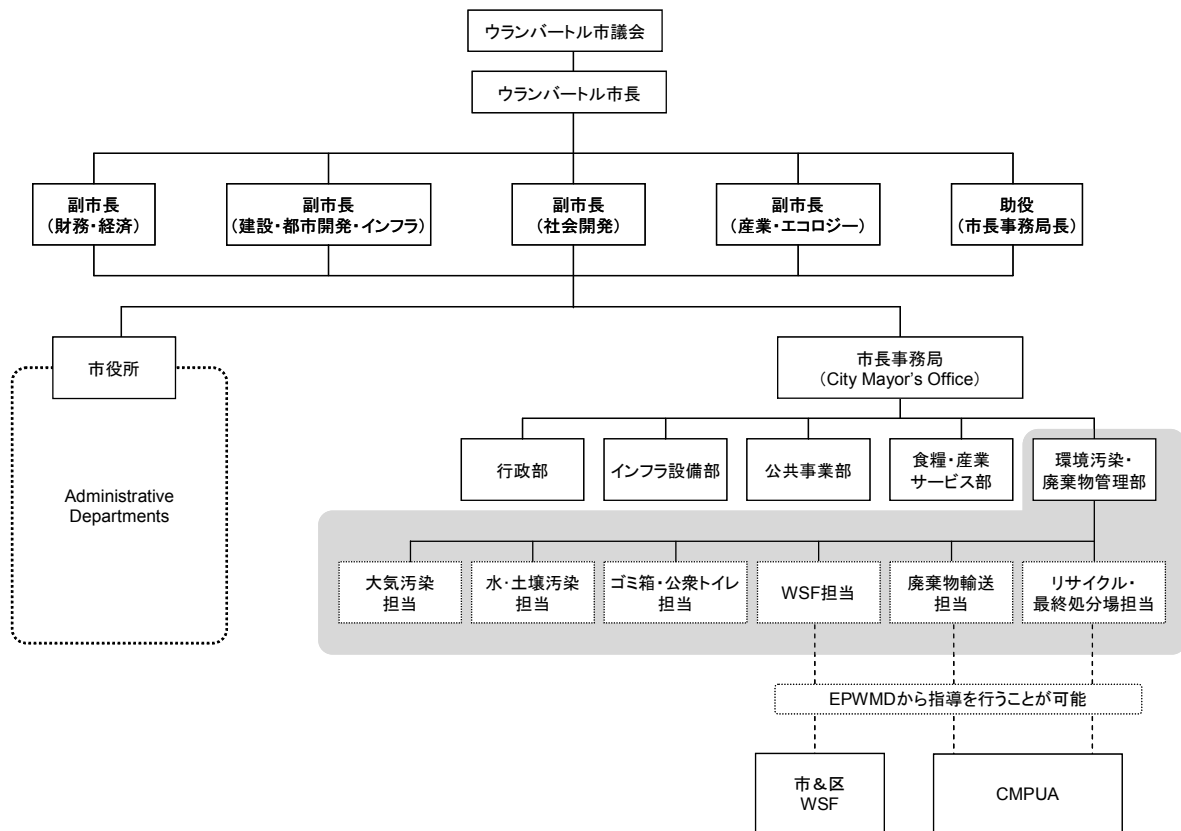 ウランバートル市議会
ウランバートル市長
副市長
（財務・経済）
副市長
（建設・都市開発・インフラ）
副市長
（社会開発）
副市長
（産業・エコロジー）
助役
（市長事務局長）
市役所
市長事務局
（City Mayor's Office）
Administrative
Departments
行政部
インフラ設備部
公共事業部
食糧・産業
サービス部
環境汚染・
廃棄物管理部
大気汚染
担当
水・土壌汚染
担当
ゴミ箱・公衆トイレ
担当
WSF担当
廃棄物輸送
担当
リサイクル・
最終処分場担当
EPWMDから指導を行うことが可能
市＆区
WSF
CMPUA